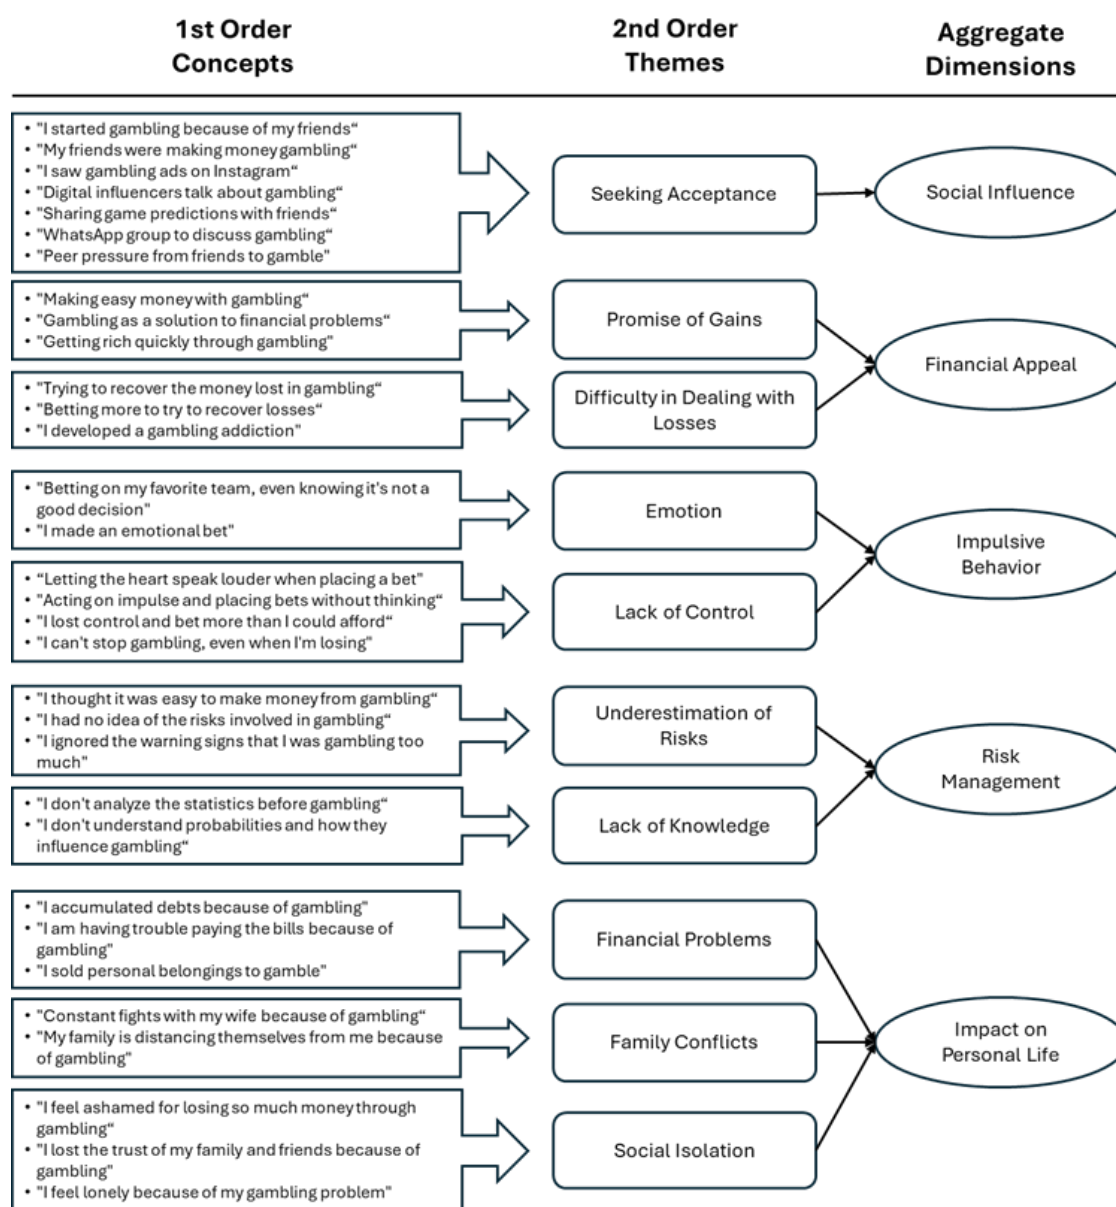 1st Order
Concepts
2nd Order
Themes
Aggregate
Dimensions
• "I started gambling because of my friends“
• "My friends were making money gambling“
• "I saw gambling ads on Instagram“
• "Digital influencers talk about gambling“
• "Sharing game predictions with friends“
• "WhatsApp group to discuss gambling“
• "Peer pressure from friends to gamble"
Seeking Acceptance
Social Influence
• "Making easy money with gambling“
• "Gambling as a solution to financial problems“
• "Getting rich quickly through gambling"
Promise of Gains
Financial Appeal
• "Trying to recover the money lost in gambling“
• "Betting more to try to recover losses“
• "I developed a gambling addiction"
Difficulty in Dealing with
Losses
• "Betting on my favorite team, even knowing it's not a
good decision"
• "I made an emotional bet"
Emotion
Impulsive
Behavior
• “Letting the heart speak louder when placing a bet"
• "Acting on impulse and placing bets without thinking“
• "I lost control and bet more than I could afford“
• "I can't stop gambling, even when I'm losing"
Lack of Control
• "I thought it was easy to make money from gambling“
• "I had no idea of the risks involved in gambling“
• "I ignored the warning signs that I was gambling too
much"
Underestimation of
Risks
Risk
Management
• "I don't analyze the statistics before gambling“
• "I don't understand probabilities and how they
influence gambling“
Lack of Knowledge
• "I accumulated debts because of gambling"
• "I am having trouble paying the bills because of
gambling"
• "I sold personal belongings to gamble"
Financial Problems
• "Constant fights with my wife because of gambling“
• "My family is distancing themselves from me because
of gambling"
Family Conflicts
Impact on
Personal Life
• "I feel ashamed for losing so much money through
gambling“
• "I lost the trust of my family and friends because of
gambling"
• "I feel lonely because of my gambling problem"
Social Isolation